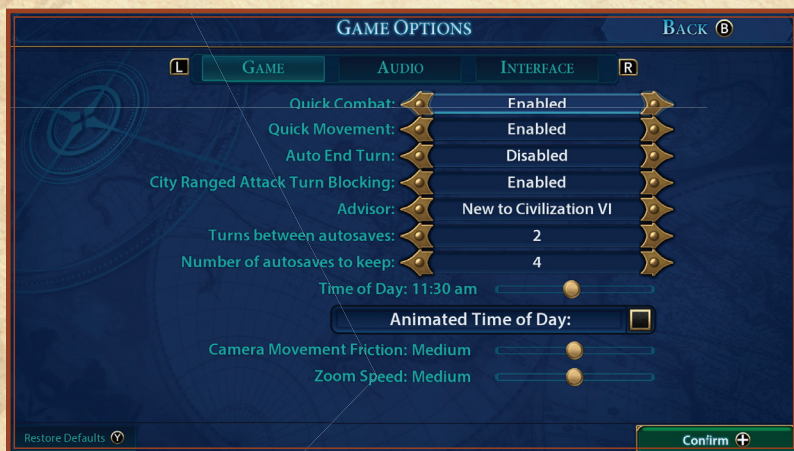 GAME OPTIONS
BACK B
L GAME AUDIO INTERFACE R
Quick Combat: Enabled
Quick Movement: Enabled
Auto End Turn: Disabled
City Ranged Attack Turn Blocking: Enabled
Advisor: New to Civilization VI
Turns between autosaves: 2
Number of autosaves to keep: 4
Time of Day: 11:30 am
Animated Time of Day:
Camera Movement Friction: Medium
Zoom Speed: Medium
Restore Defaults Y
Confirm